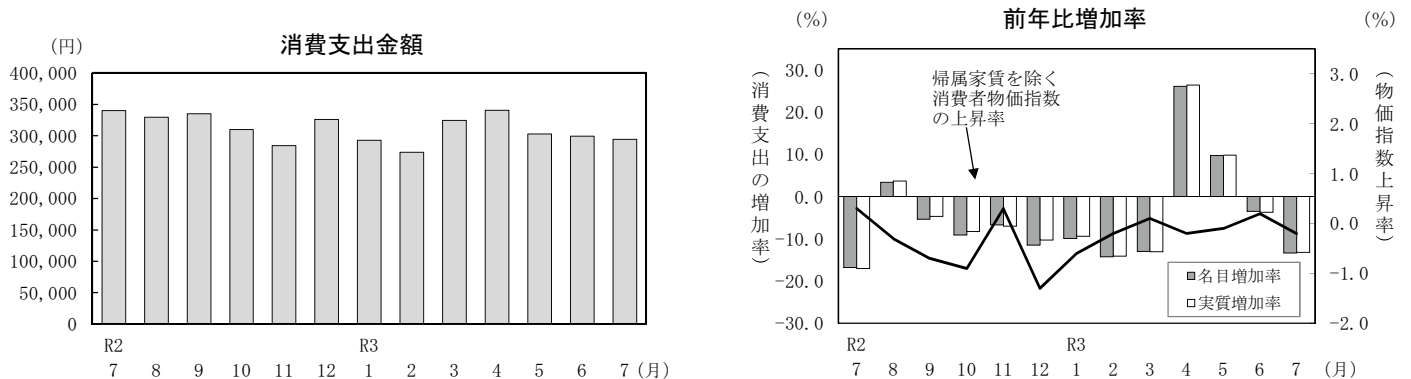 消費支出金額
(円)
400,000
350,000
300,000
250,000
200,000
150,000
100,000
50,000
0
R2 R3
7 8 9 10 11 12 1 2 3 4 5 6 7 (月)
前年比増加率
(%) (%)
(消費支出の増加率)
30.0
20.0
10.0
0.0
-10.0
-20.0
-30.0
帰属家賃を除く
消費者物価指数
の上昇率
名目増加率
実質増加率
3.0
2.0
1.0
0.0
-1.0
-2.0
(物価指数上昇率)
R2 R3
7 8 9 10 11 12 1 2 3 4 5 6 7 (月)